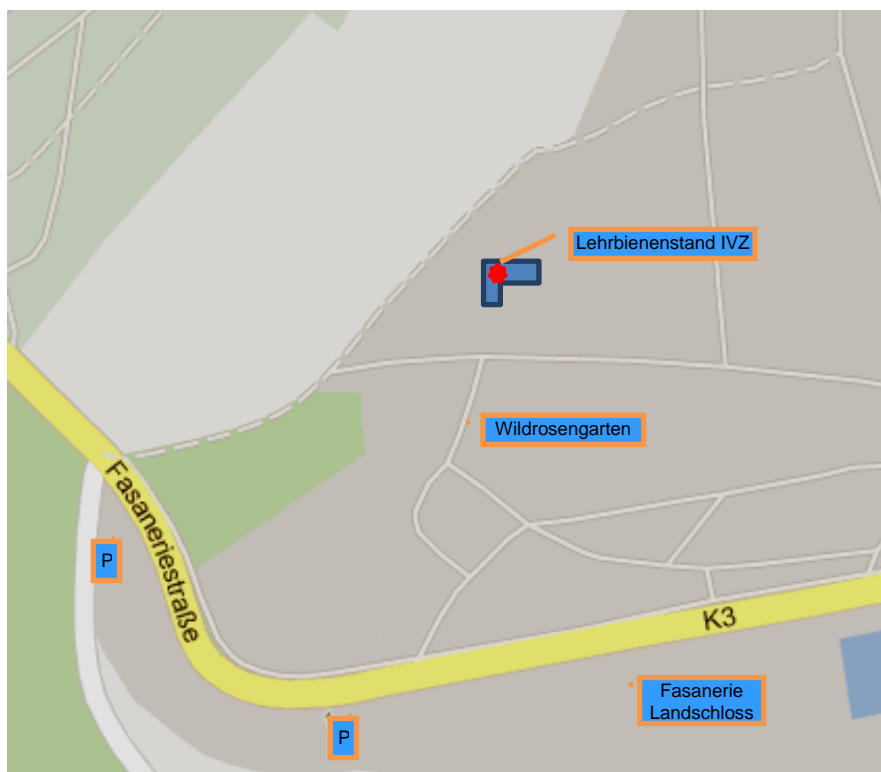 Lehrbienenstand IVZ
Wildrosengarten
Fasaneriestraße
P
K3
Fasanerie
Landschloss
P